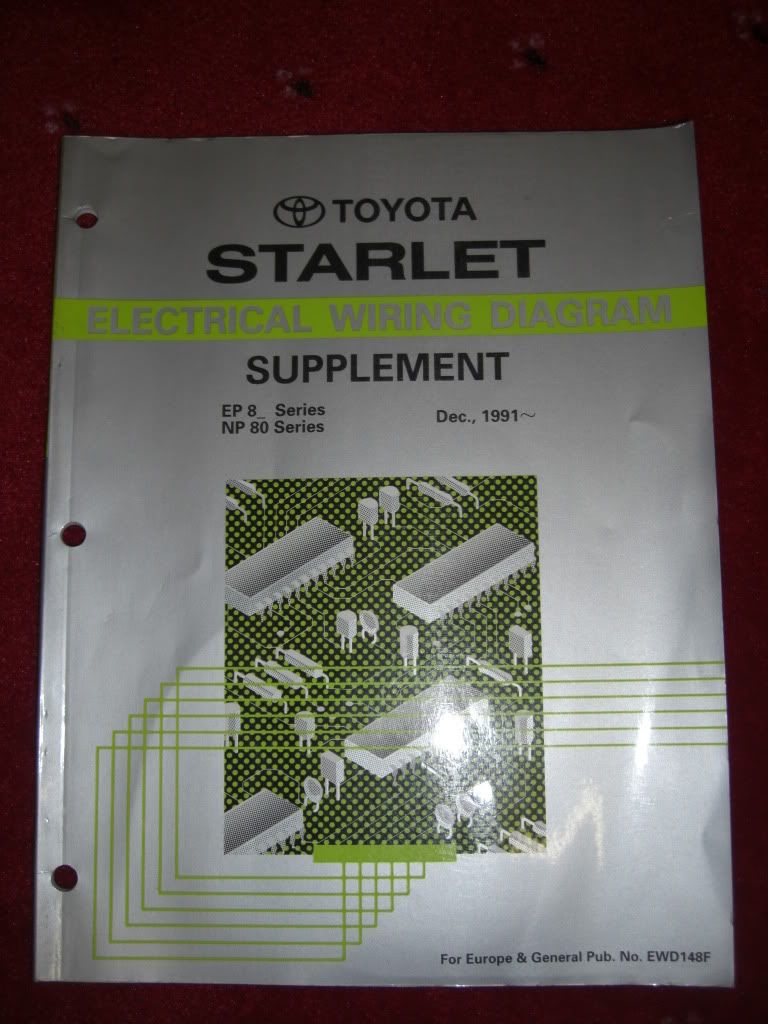 TOYOTA
STARLET
ELECTRICAL WIRING DIAGRAM
SUPPLEMENT
EP 8_ Series
NP 80 Series
Dec., 1991~
For Europe & General Pub. No. EWD148F